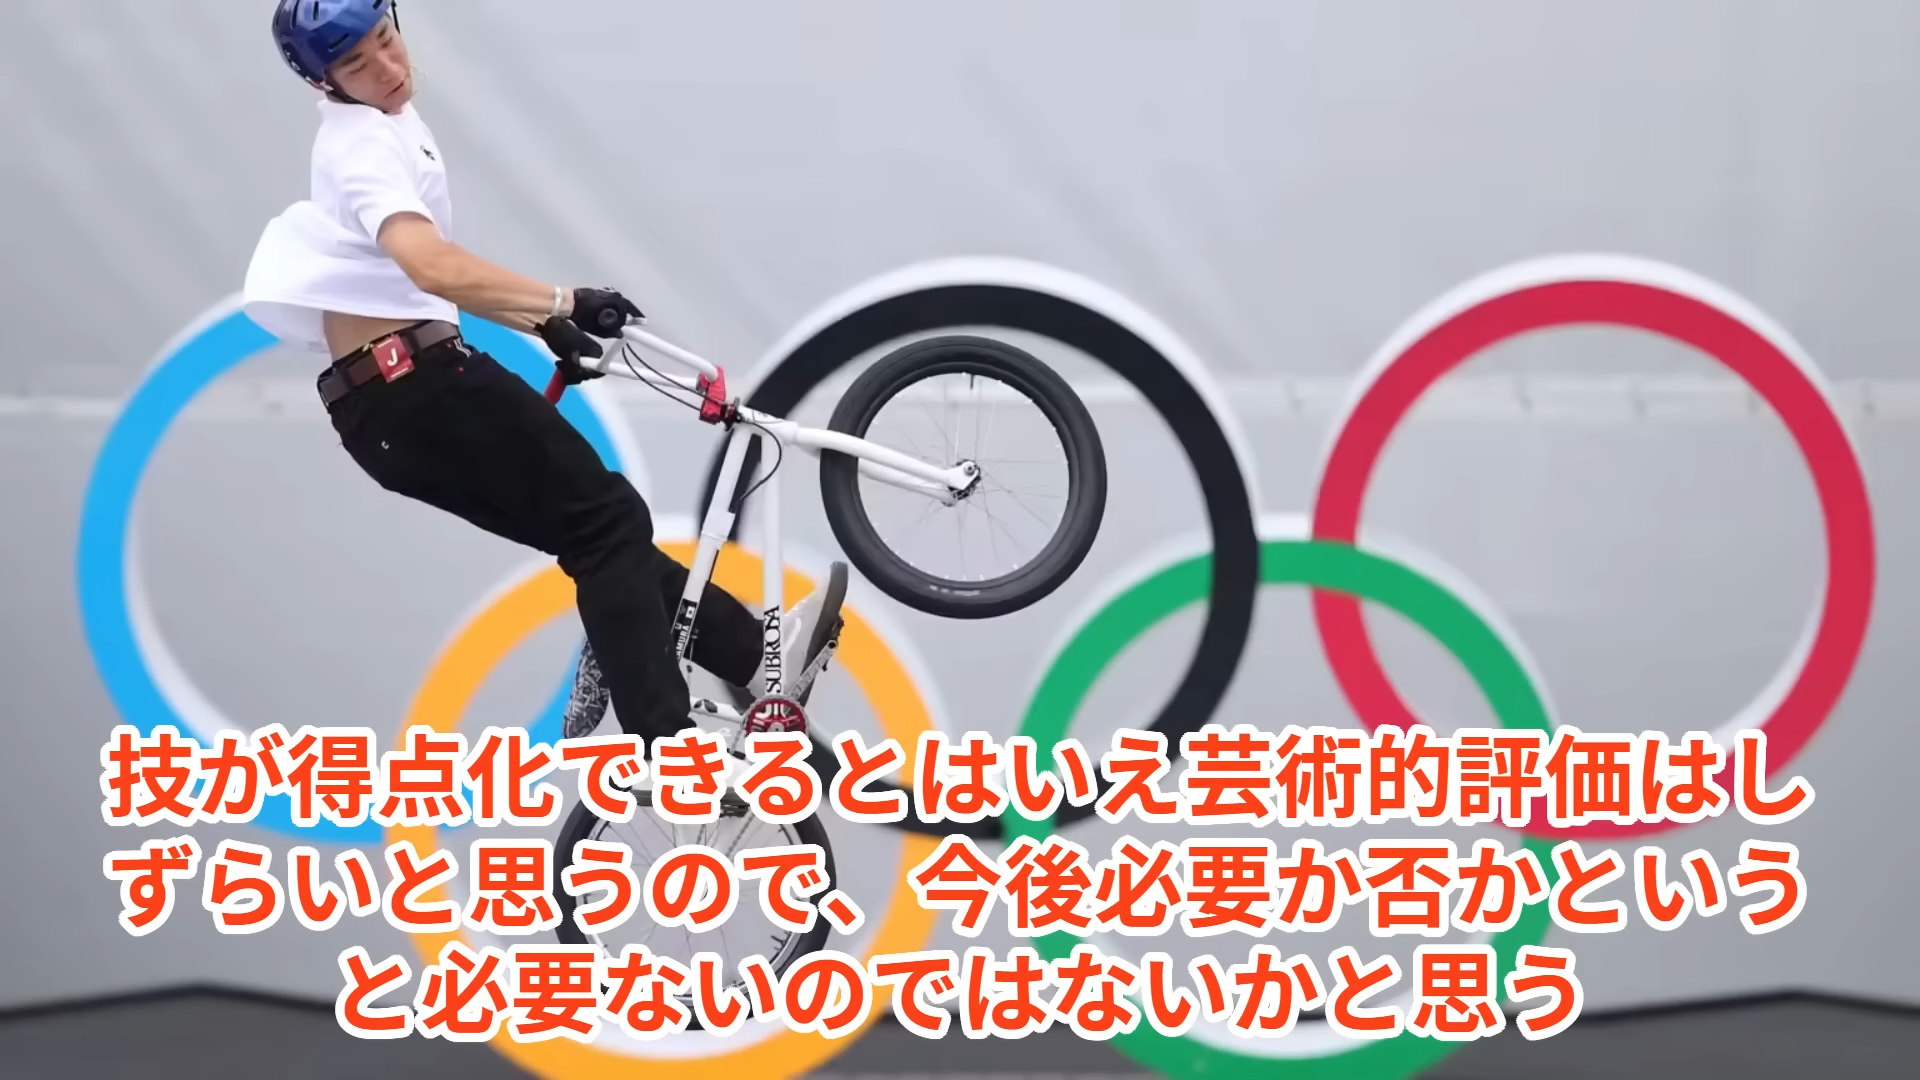 J
AMURA
SUBROSA
技が得点化できるとはいえ芸術的評価はし
ずらいと思うので、今後必要か否かという
と必要ないのではないかと思う